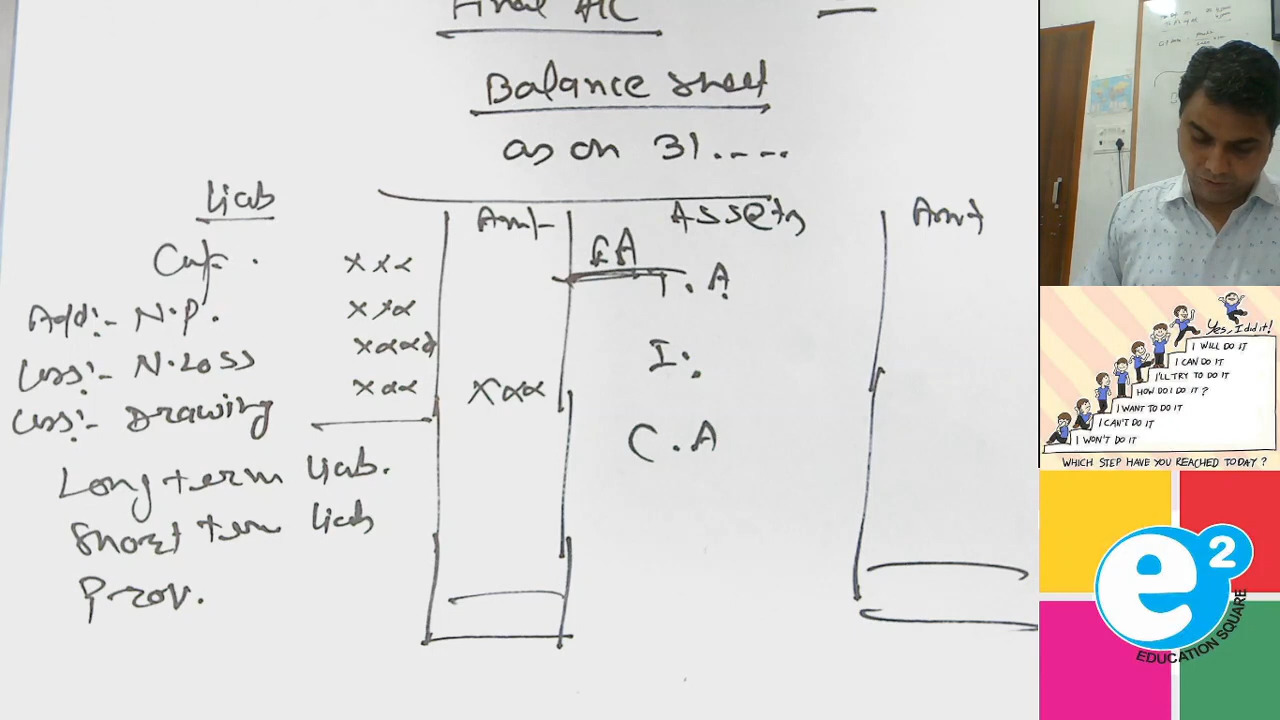 Final A/C
Balance sheet
as on 31.....
Liab Amt Assets Amt
Cap. xxx FA
T.A
Add:- N.P. xxx
Less:- N.Loss xxxx I:
Less:- Drawing xxx xxxx
C.A
Long term Liab.
Short term Liab
Prov.
Yes, I did it!
I WILL DO IT
I CAN DO IT
I'LL TRY TO DO IT
HOW DO I DO IT?
I WANT TO DO IT
I CAN'T DO IT
I WON'T DO IT
WHICH STEP HAVE YOU REACHED TODAY?
e2
EDUCATION SQUARE